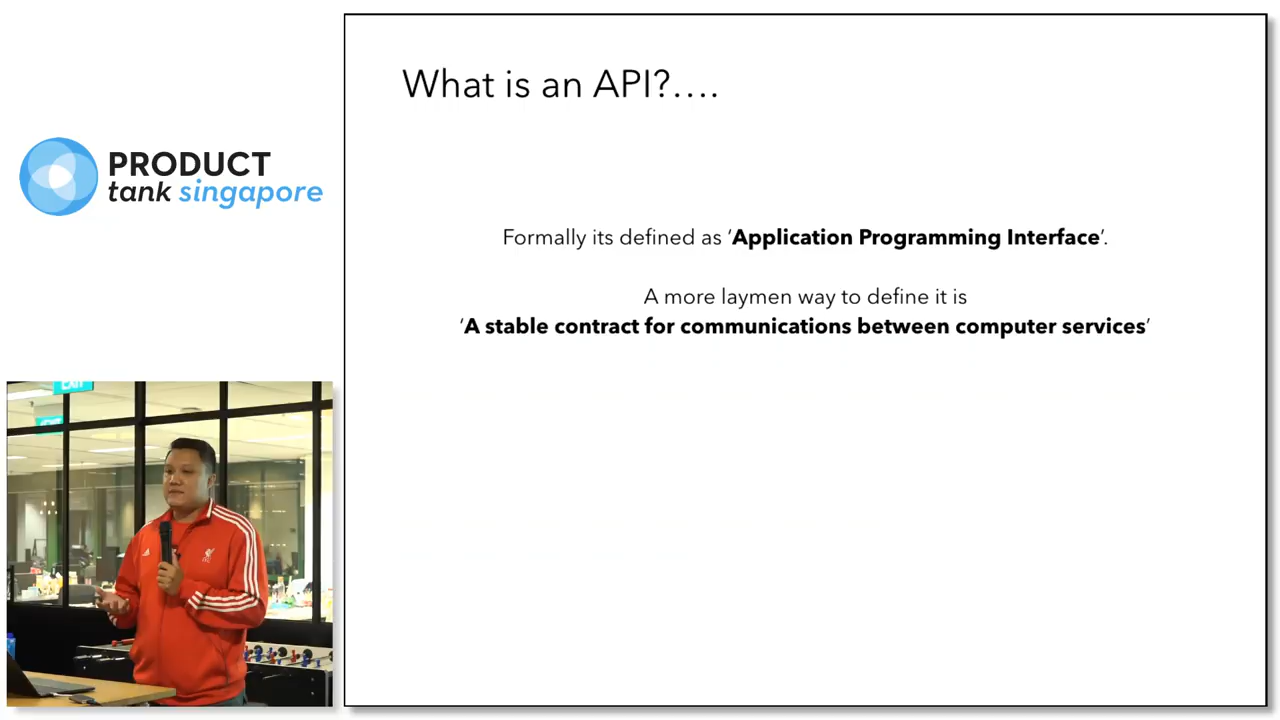 What is an API?....
PRODUCT
tank singapore
Formally its defined as ‘Application Programming Interface’.
A more laymen way to define it is
‘A stable contract for communications between computer services’
EXIT